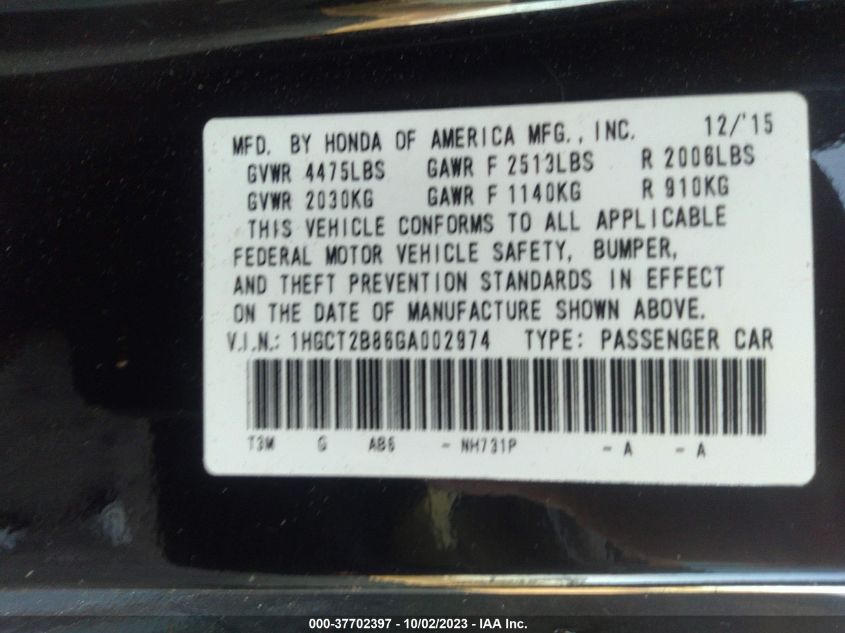 MFD. BY HONDA OF AMERICA MFG., INC. 12/'15
GVWR 4475LBS GAWR F 2513LBS R 2006LBS
GVWR 2030KG GAWR F 1140KG R 910KG
THIS VEHICLE CONFORMS TO ALL APPLICABLE
FEDERAL MOTOR VEHICLE SAFETY, BUMPER,
AND THEFT PREVENTION STANDARDS IN EFFECT
ON THE DATE OF MANUFACTURE SHOWN ABOVE.
V.I.N.: 1HGCT2B86GA002974 TYPE: PASSENGER CAR
T3M G AB6 - NH731P - A - A
000-37702397 - 10/02/2023 - IAA Inc.